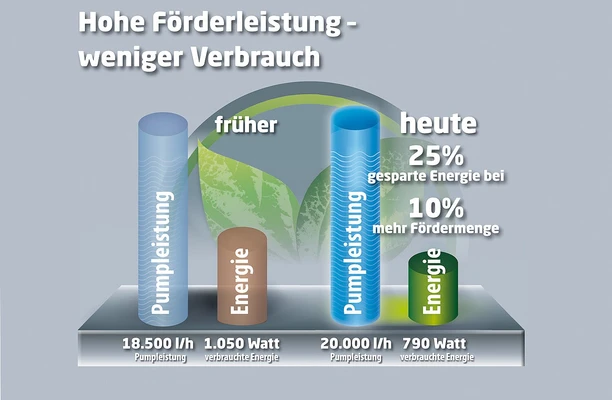 Hohe Förderleistung –
weniger Verbrauch
früher
heute
25%
gesparte Energie bei
10%
mehr Fördermenge
Pumpleistung
Energie
Pumpleistung
Energie
18.500 l/h
Pumpleistung
1.050 Watt
verbrauchte Energie
20.000 l/h
Pumpleistung
790 Watt
verbrauchte Energie